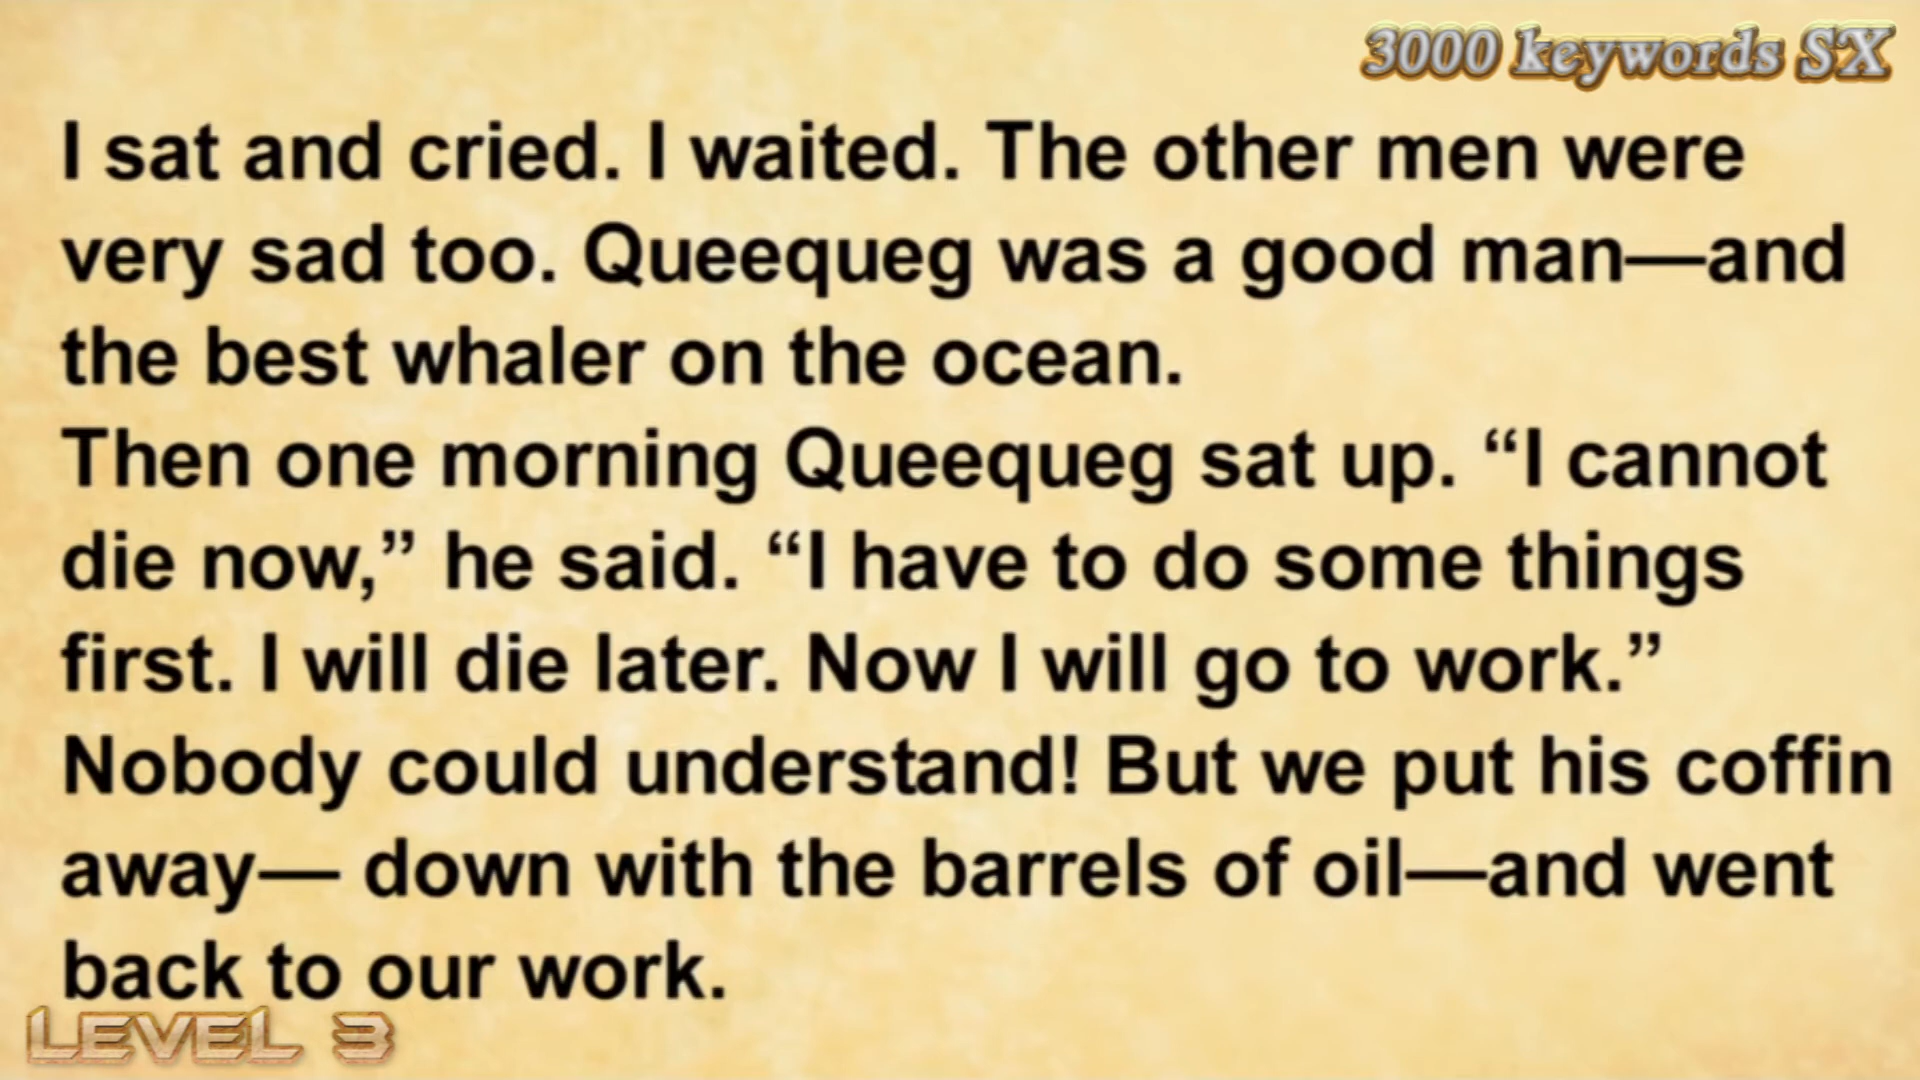 3000 keywords SX
I sat and cried. I waited. The other men were
very sad too. Queequeg was a good man—and
the best whaler on the ocean.
Then one morning Queequeg sat up. “I cannot
die now,” he said. “I have to do some things
first. I will die later. Now I will go to work.”
Nobody could understand! But we put his coffin
away— down with the barrels of oil—and went
back to our work.
LEVEL 3